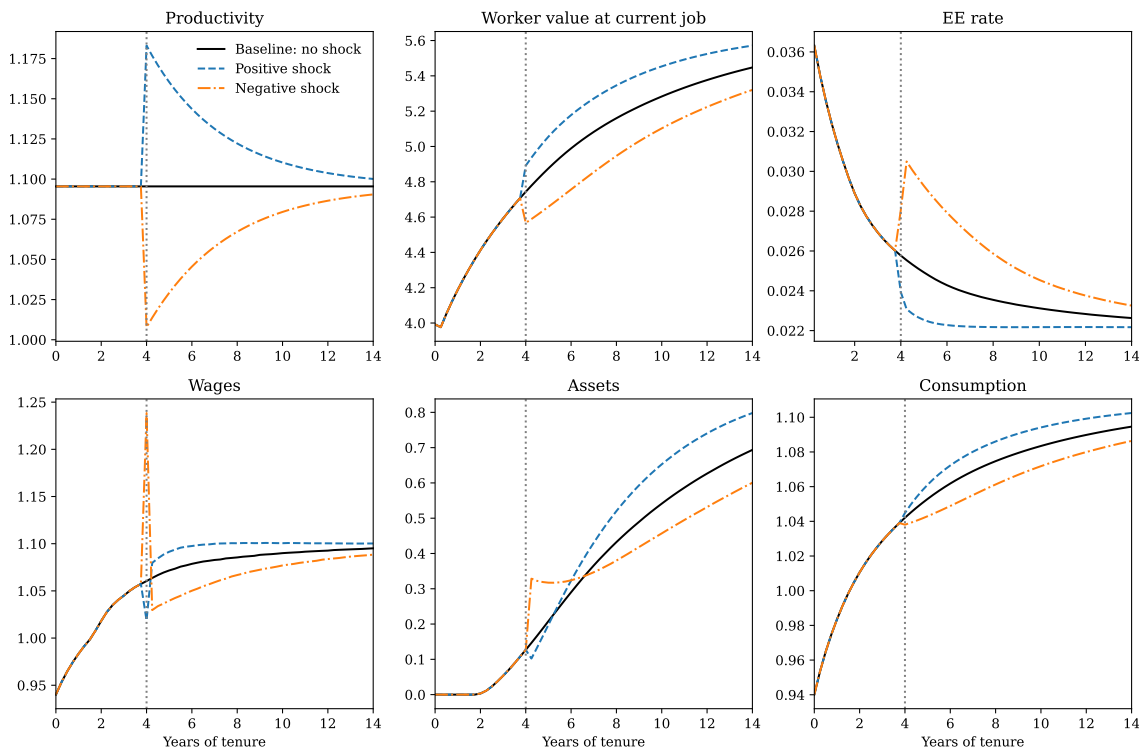 Productivity
Worker value at current job
EE rate
Baseline: no shock
Positive shock
Negative shock
1.175
1.150
1.125
1.100
1.075
1.050
1.025
1.000
0 2 4 6 8 10 12 14
5.6
5.4
5.2
5.0
4.8
4.6
4.4
4.2
4.0
0 2 4 6 8 10 12 14
0.036
0.034
0.032
0.030
0.028
0.026
0.024
0.022
2 4 6 8 10 12 14
Wages
Assets
Consumption
1.25
1.20
1.15
1.10
1.05
1.00
0.95
0 2 4 6 8 10 12 14
Years of tenure
0.8
0.7
0.6
0.5
0.4
0.3
0.2
0.1
0.0
0 2 4 6 8 10 12 14
Years of tenure
1.10
1.08
1.06
1.04
1.02
1.00
0.98
0.96
0.94
0 2 4 6 8 10 12 14
Years of tenure